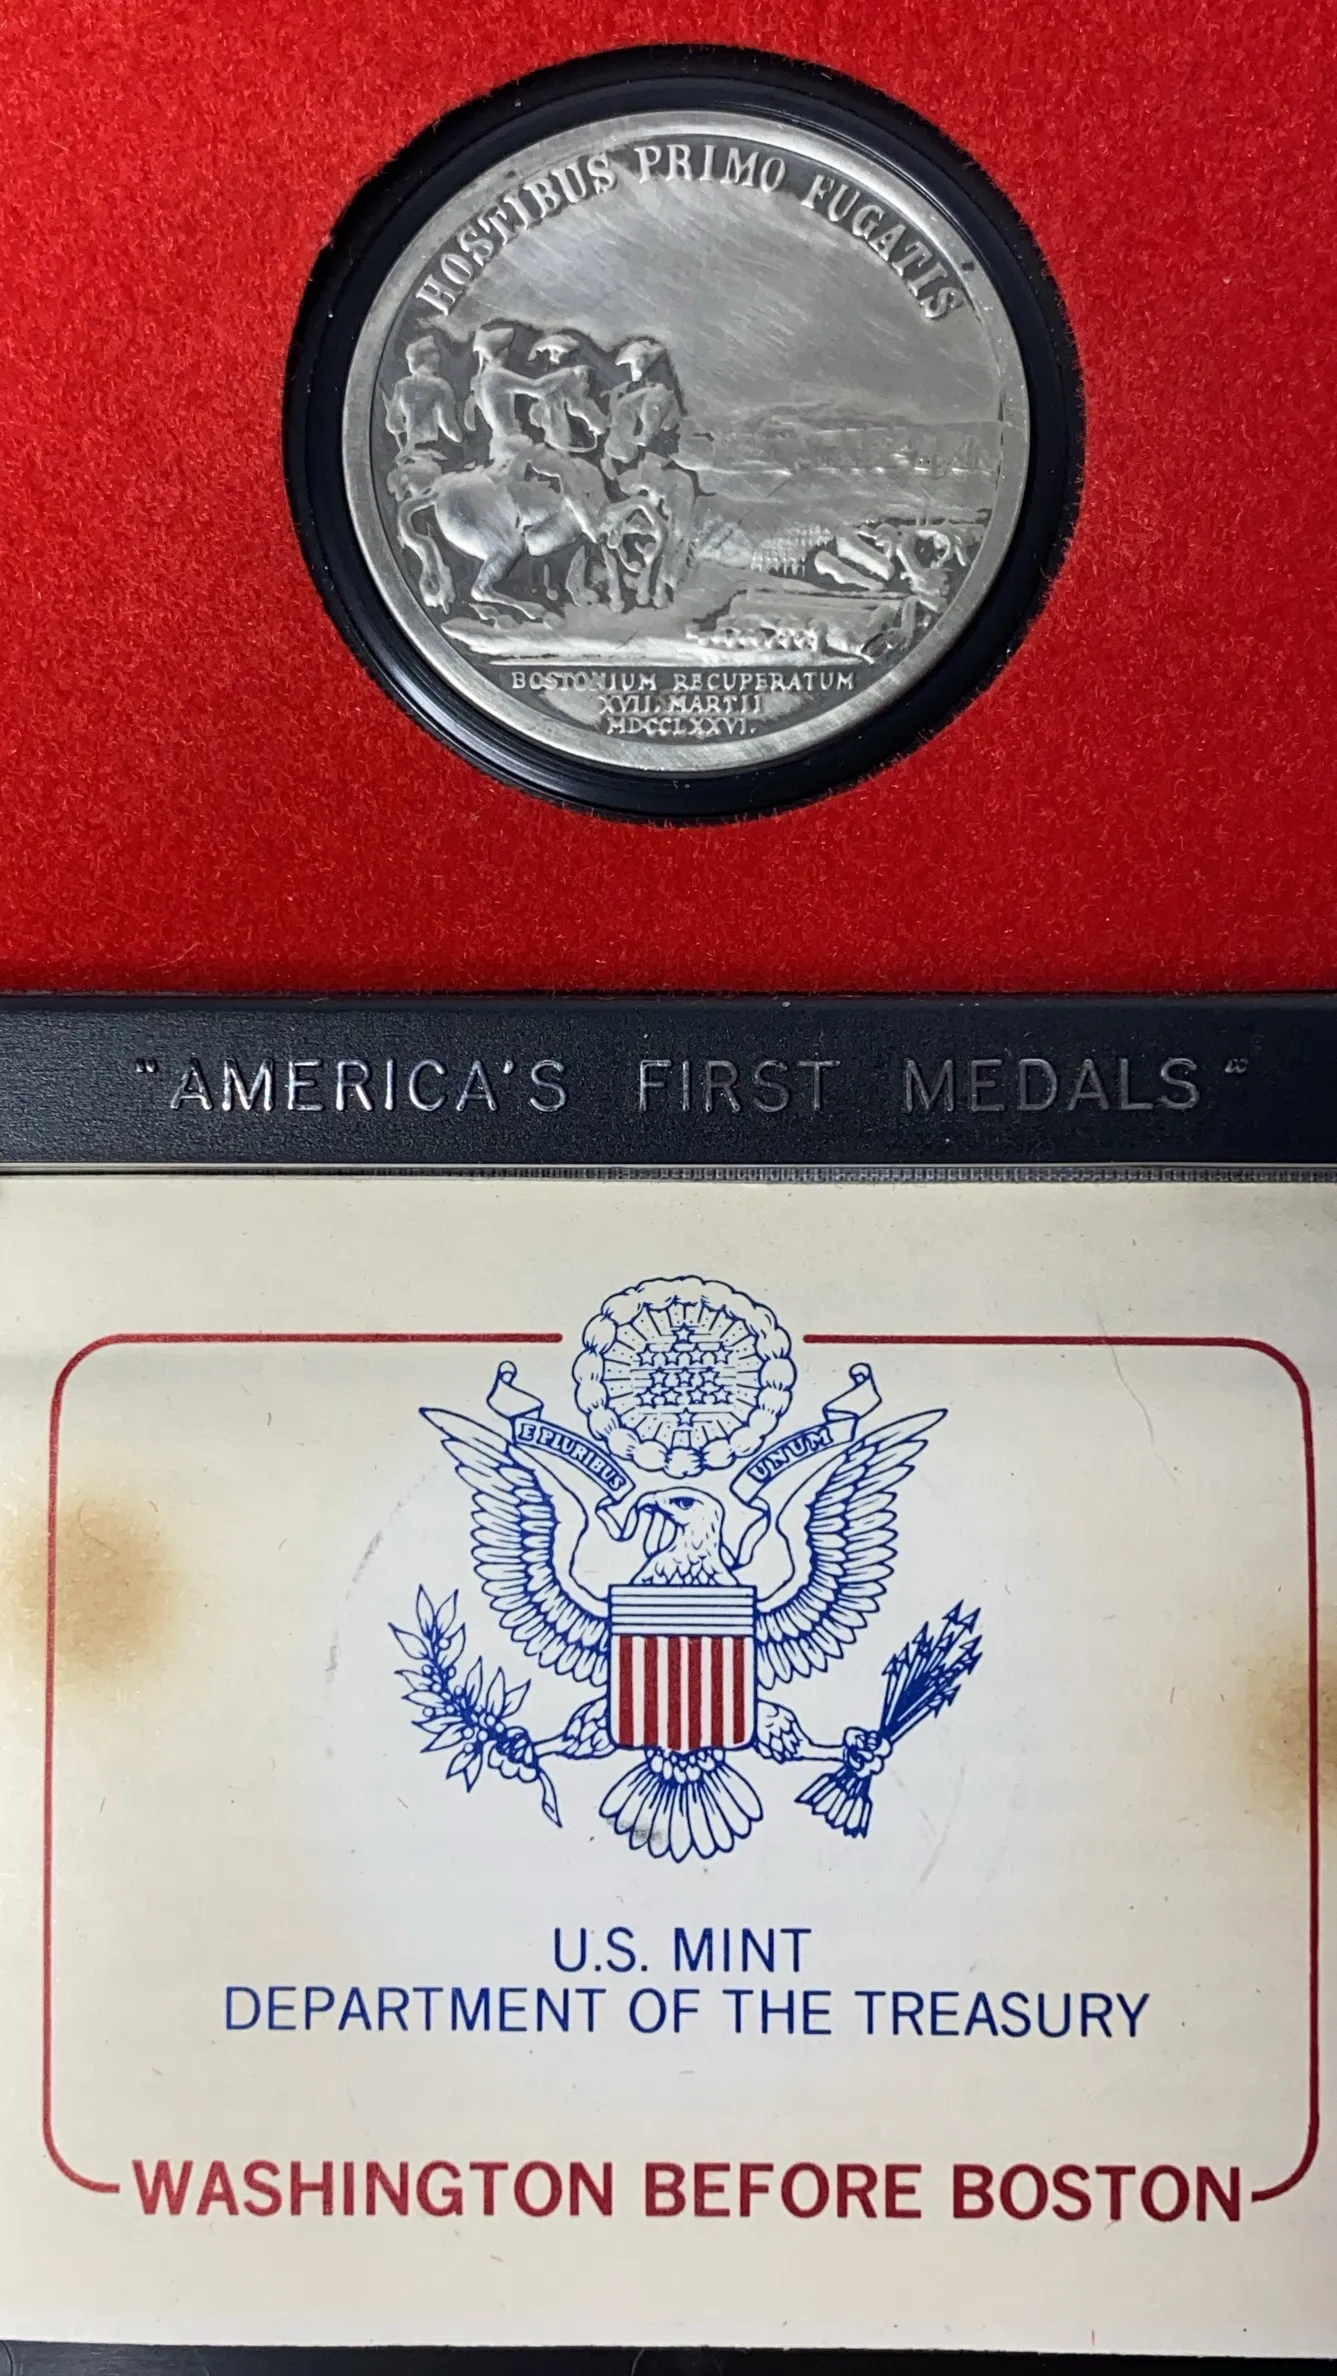 HOSTIBUS PRIMO FUGATIS
BOSTONIUM RECUPERATUM
XVII. MARTII
MDCCLXXVI.
"AMERICA'S FIRST MEDALS"
E PLURIBUS UNUM
U.S. MINT
DEPARTMENT OF THE TREASURY
WASHINGTON BEFORE BOSTON